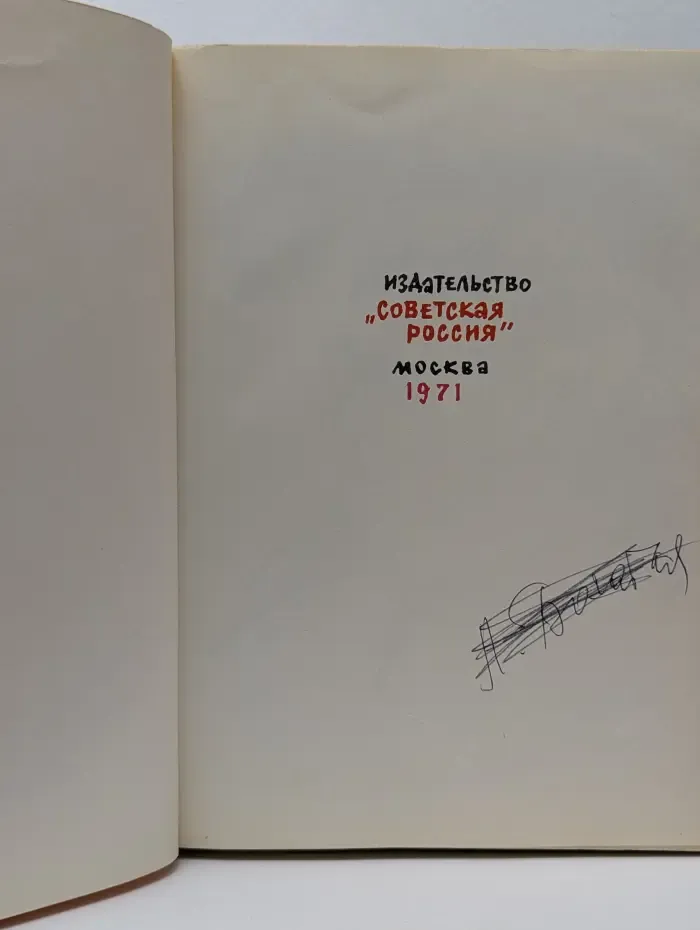 издательство
„Советская
Россия”
Москва
1971